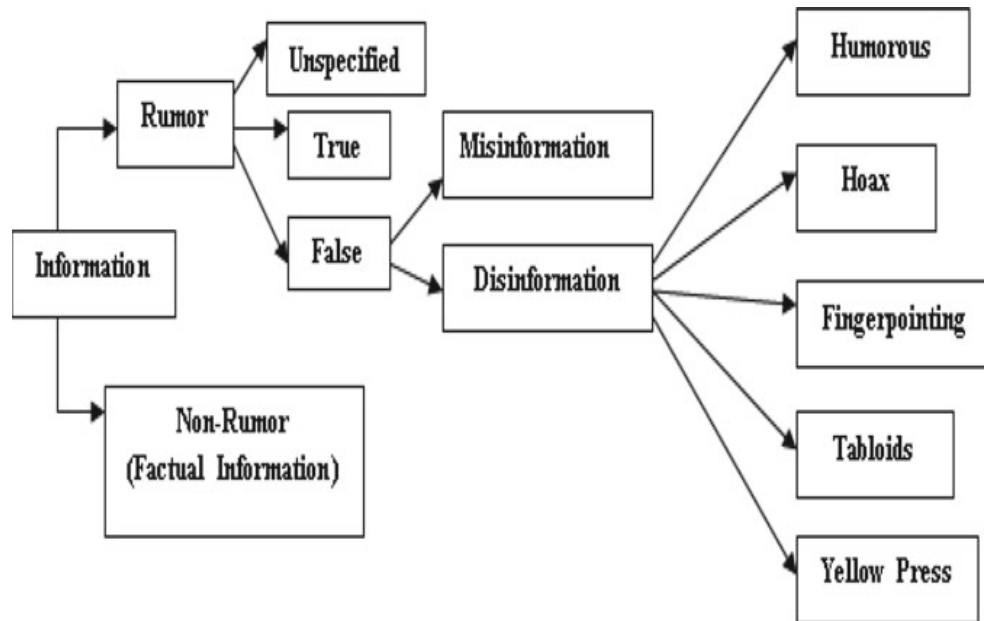 Humorous
Unspecified
Rumor
True
Misinformation
Hoax
False
Information
Disinformation
Fingerpointing
Non-Rumor
(Factual Information)
Tabloids
Yellow Press